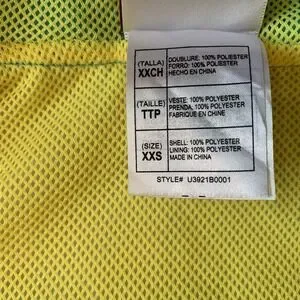 (TALLA)
XXCH
DOUBLURE: 100% POLIESTER
FORRO: 100% POLIESTER
HECHO EN CHINA
(TAILLE)
TTP
VESTE: 100% POLYESTER
PRENDA: 100% POLYESTER
FABRIQUE EN CHINE
(SIZE)
XXS
SHELL: 100% POLYESTER
LINING: 100% POLYESTER
MADE IN CHINA
STYLE# U3921B0001